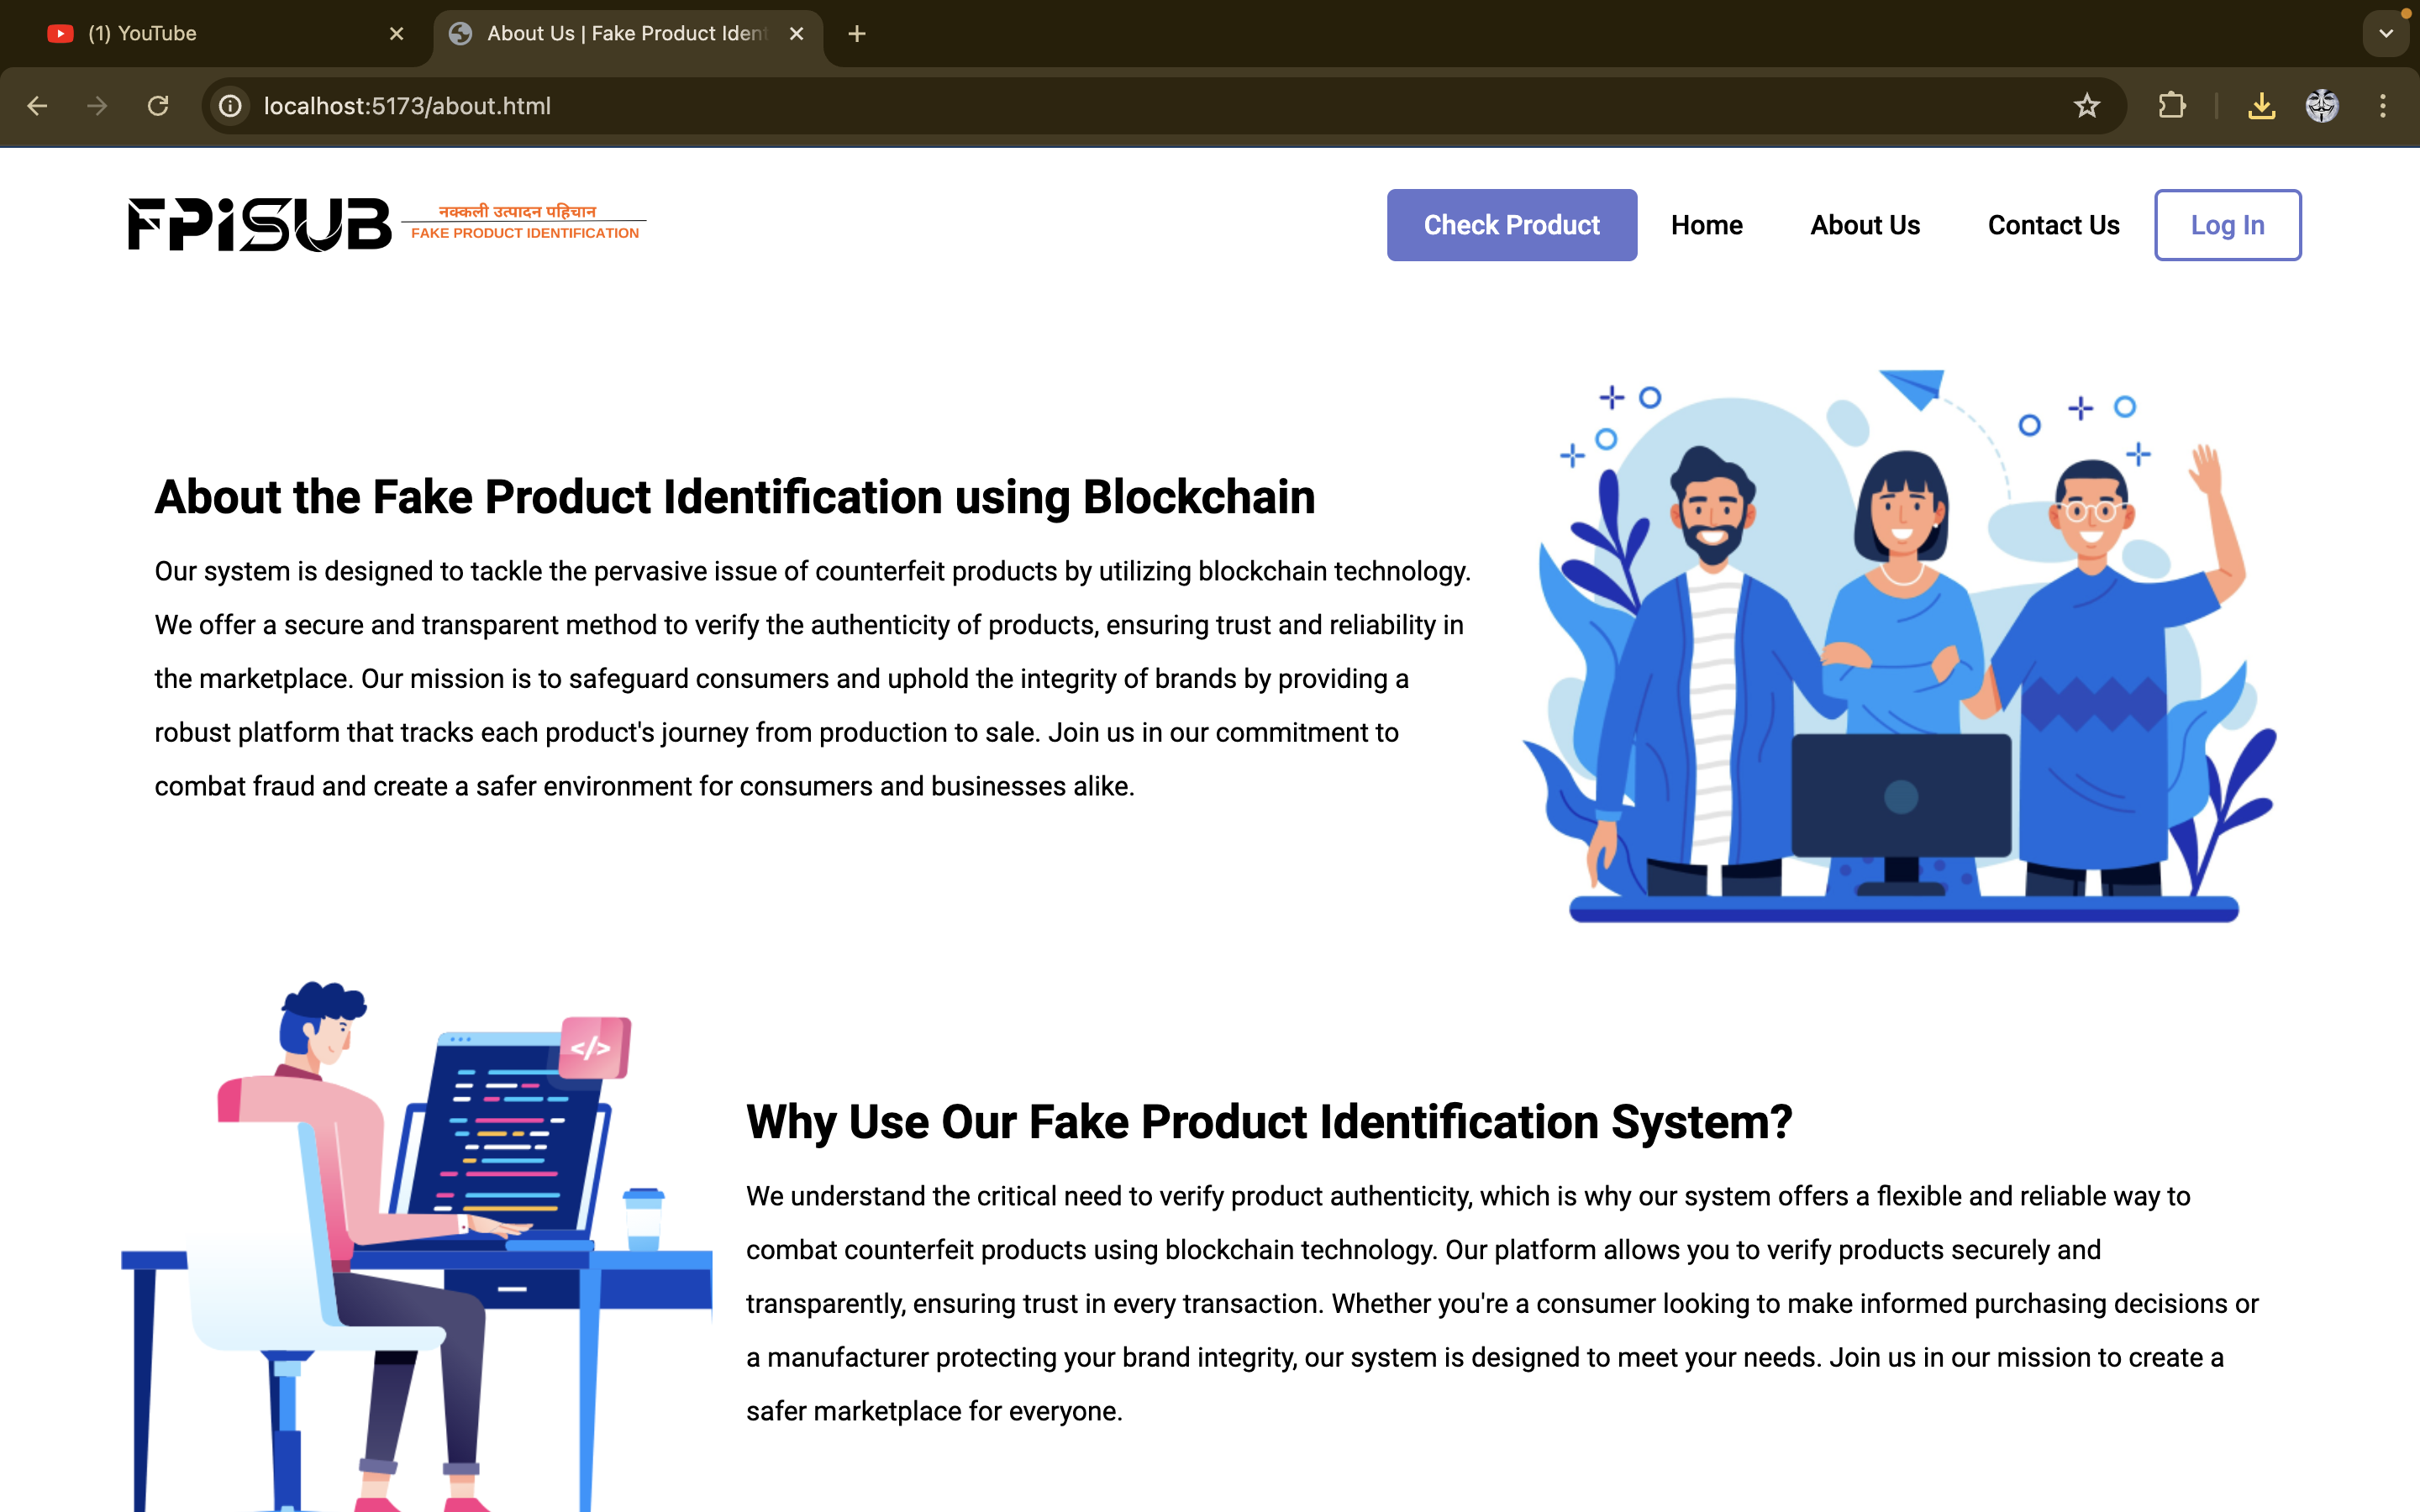 (1) YouTube
About Us | Fake Product Ident
localhost:5173/about.html
FPiSUB
नक्कली उत्पादन पहिचान
FAKE PRODUCT IDENTIFICATION
Check Product
Home
About Us
Contact Us
Log In
About the Fake Product Identification using Blockchain
Our system is designed to tackle the pervasive issue of counterfeit products by utilizing blockchain technology.
We offer a secure and transparent method to verify the authenticity of products, ensuring trust and reliability in
the marketplace. Our mission is to safeguard consumers and uphold the integrity of brands by providing a
robust platform that tracks each product's journey from production to sale. Join us in our commitment to
combat fraud and create a safer environment for consumers and businesses alike.
</>
Why Use Our Fake Product Identification System?
We understand the critical need to verify product authenticity, which is why our system offers a flexible and reliable way to
combat counterfeit products using blockchain technology. Our platform allows you to verify products securely and
transparently, ensuring trust in every transaction. Whether you're a consumer looking to make informed purchasing decisions or
a manufacturer protecting your brand integrity, our system is designed to meet your needs. Join us in our mission to create a
safer marketplace for everyone.